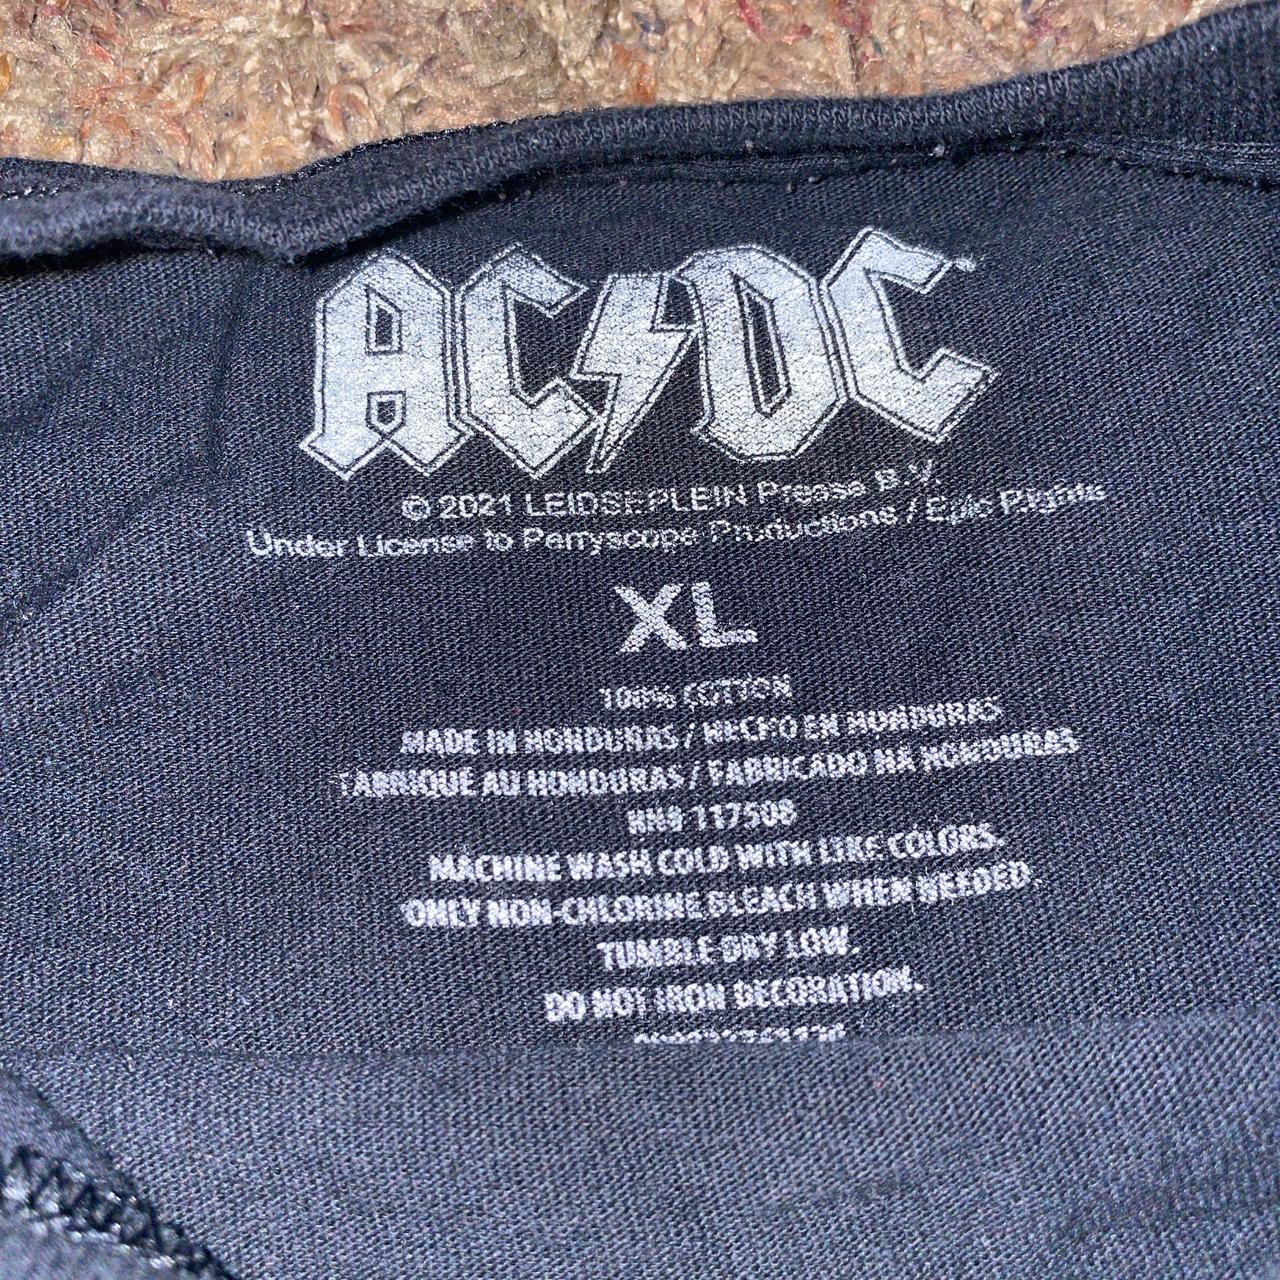 AC⚡DC
© 2021 LEIDSEPLEIN Presse B.V.
Under License to Perryscope Productions / Epic Rights
XL
100% COTTON
MADE IN HONDURAS / HECHO EN HONDURAS
FABRIQUE AU HONDURAS / FABRICADO NA HONDURAS
RN# 117508
MACHINE WASH COLD WITH LIKE COLORS.
ONLY NON-CHLORINE BLEACH WHEN NEEDED.
TUMBLE DRY LOW.
DO NOT IRON DECORATION.